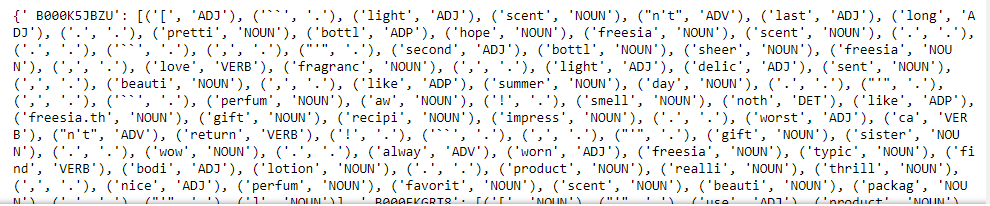 {' B000K5JBZU': [('[', 'ADJ'), ('``', '.'), ('light', 'ADJ'), ('scent', 'NOUN'), ("n't", 'ADV'), ('last', 'ADJ'), ('long', 'A
DJ'), ('.', '.'), ('pretti', 'NOUN'), ('bottl', 'ADP'), ('hope', 'NOUN'), ('freesia', 'NOUN'), ('scent', 'NOUN'), ('.', '.'),
('.', '.'), ('``', '.'), (',', '.'), ("'", '.'), ('second', 'ADJ'), ('bottl', 'NOUN'), ('sheer', 'NOUN'), ('freesia', 'NOU
N'), (',', '.'), ('love', 'VERB'), ('fragranc', 'NOUN'), (',', '.'), ('light', 'ADJ'), ('delic', 'ADJ'), ('sent', 'NOUN'),
(',', '.'), ('beauti', 'NOUN'), (',', '.'), ('like', 'ADP'), ('summer', 'NOUN'), ('day', 'NOUN'), ('.', '.'), ("'", '.'),
(',', '.'), ('``', '.'), ('perfum', 'NOUN'), ('aw', 'NOUN'), ('!', '.'), ('smell', 'NOUN'), ('noth', 'DET'), ('like', 'ADP'),
('freesia.th', 'NOUN'), ('gift', 'NOUN'), ('recipi', 'NOUN'), ('impress', 'NOUN'), ('.', '.'), ('worst', 'ADJ'), ('ca', 'VER
B'), ("n't", 'ADV'), ('return', 'VERB'), ('!', '.'), ('``', '.'), (',', '.'), ("'", '.'), ('gift', 'NOUN'), ('sister', 'NOU
N'), ('.', '.'), ('wow', 'NOUN'), ('.', '.'), ('alway', 'ADV'), ('worn', 'ADJ'), ('freesia', 'NOUN'), ('typic', 'NOUN'), ('fi
nd', 'VERB'), ('bodi', 'ADJ'), ('lotion', 'NOUN'), ('.', '.'), ('product', 'NOUN'), ('realli', 'NOUN'), ('thrill', 'NOUN'),
(',', '.'), ('nice', 'ADJ'), ('perfum', 'NOUN'), ('favorit', 'NOUN'), ('scent', 'NOUN'), ('beauti', 'NOUN'), ('packag', 'NOU
N'), ('.', '.'), ("'", '.'), (']', 'NOUN')], ' B000FKGRT8': [('[', 'NOUN'), ("'", '.'), ('use', 'ADJ'), ('product', 'NOUN'),